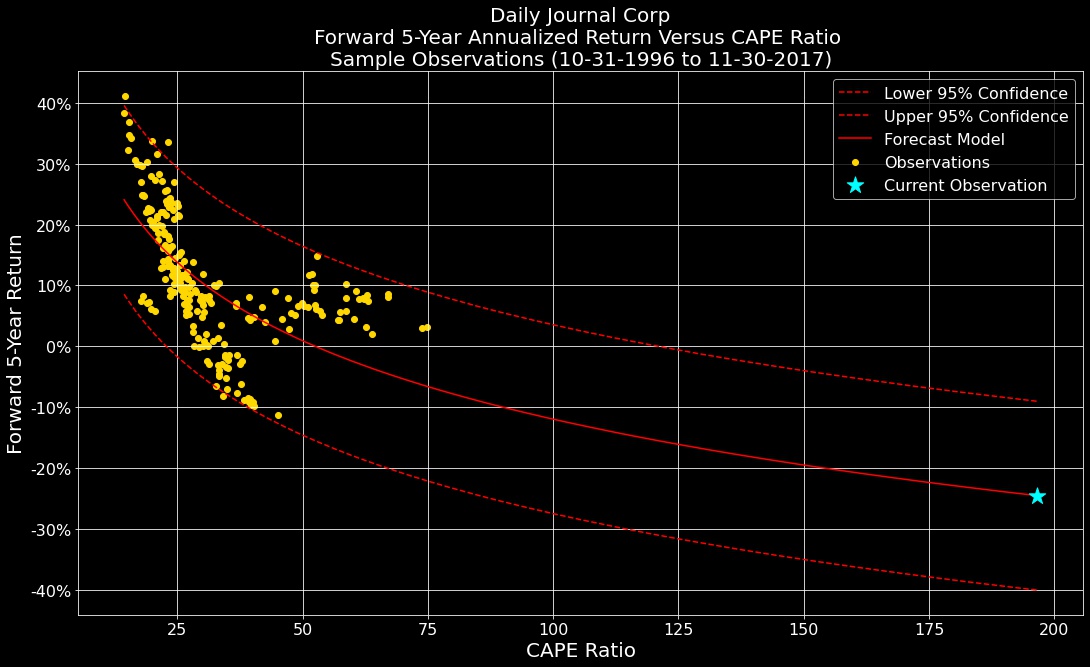 Daily Journal Corp
Forward 5-Year Annualized Return Versus CAPE Ratio
Sample Observations (10-31-1996 to 11-30-2017)
Lower 95% Confidence
Upper 95% Confidence
Forecast Model
Observations
Current Observation
Forward 5-Year Return
40%
30%
20%
10%
0%
-10%
-20%
-30%
-40%
25 50 75 100 125 150 175 200
CAPE Ratio